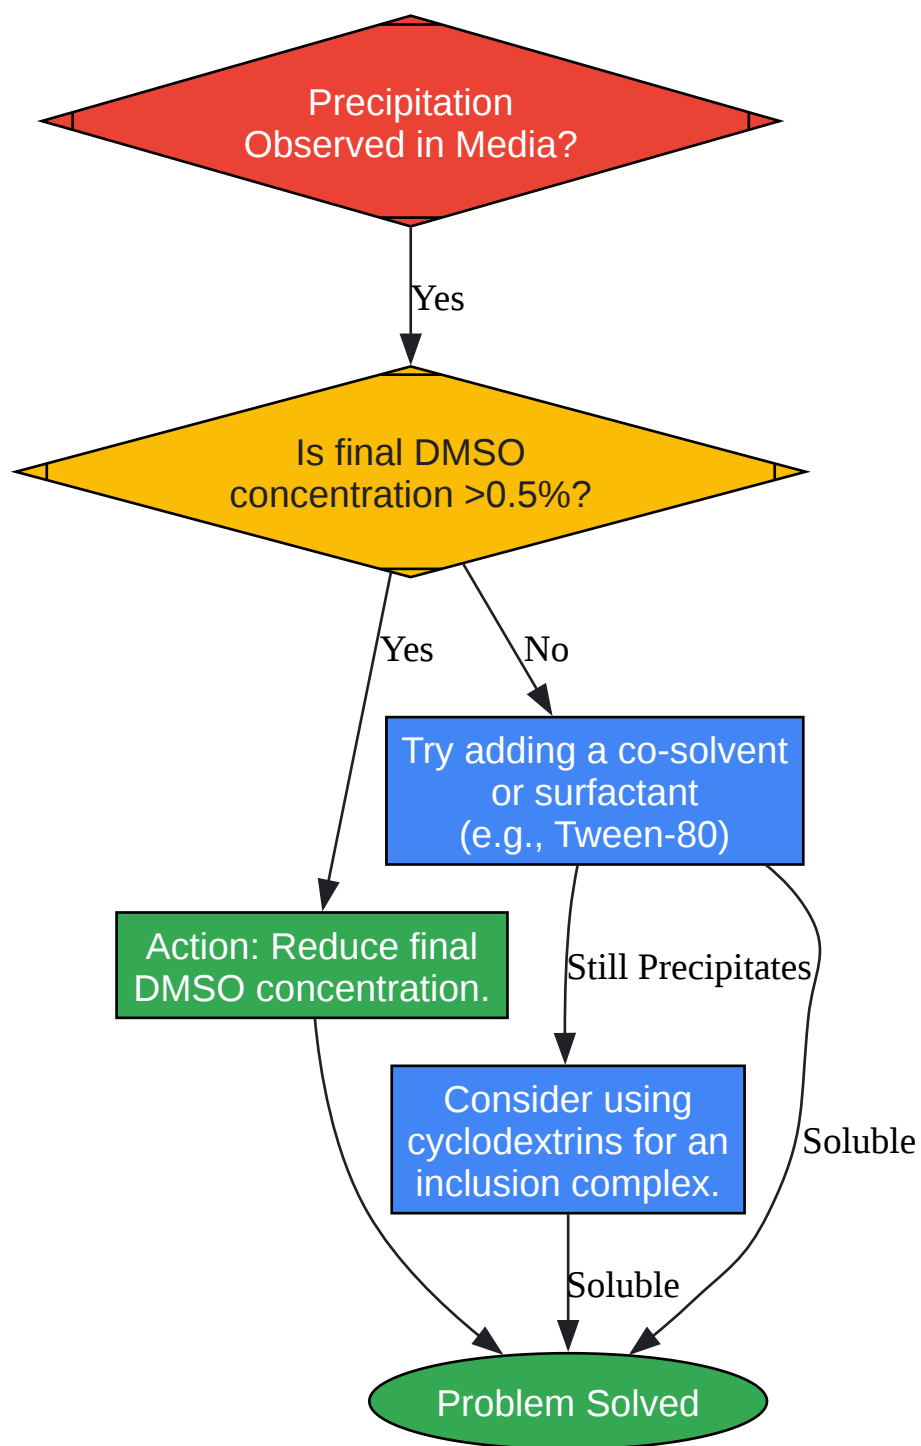 Precipitation
Observed in Media?
Yes
Is final DMSO
concentration >0.5%?
Yes
No
Try adding a co-solvent
or surfactant
(e.g., Tween-80)
Action: Reduce final
DMSO concentration.
Still Precipitates
Consider using
cyclodextrins for an
inclusion complex.
Soluble
Soluble
Problem Solved